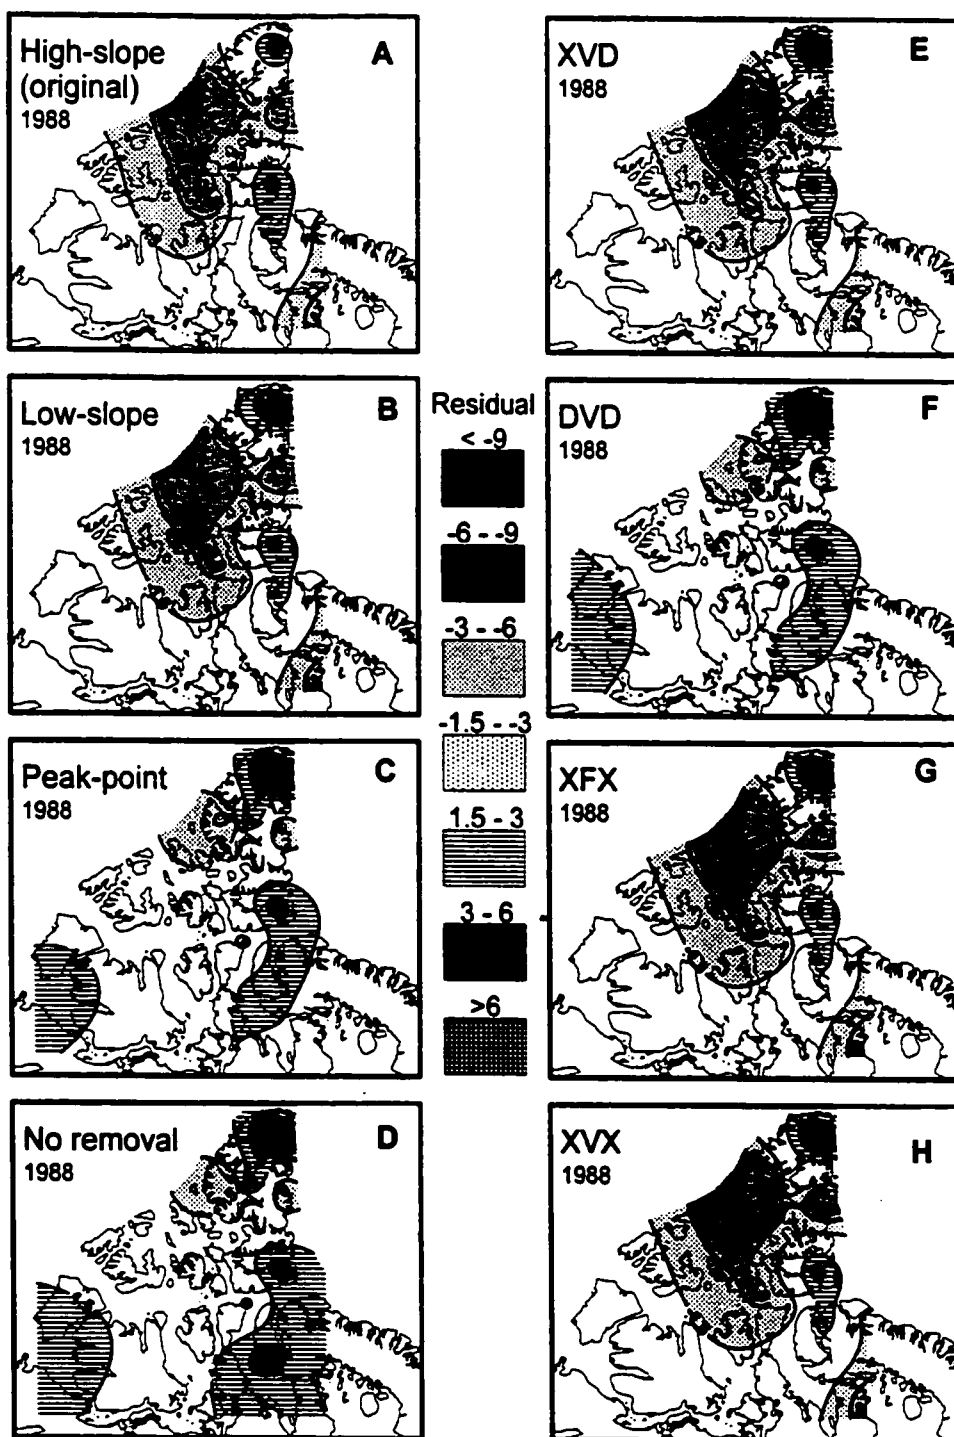 High-slope
(original)
1988
A
Low-slope
1988
B
Peak-point
1988
C
No removal
1988
D
Residual
< -9
-6 - -9
-3 - -6
-1.5 - -3
1.5 - 3
3 - 6
>6
XVD
1988
E
DVD
1988
F
XFX
1988
G
XVX
1988
H